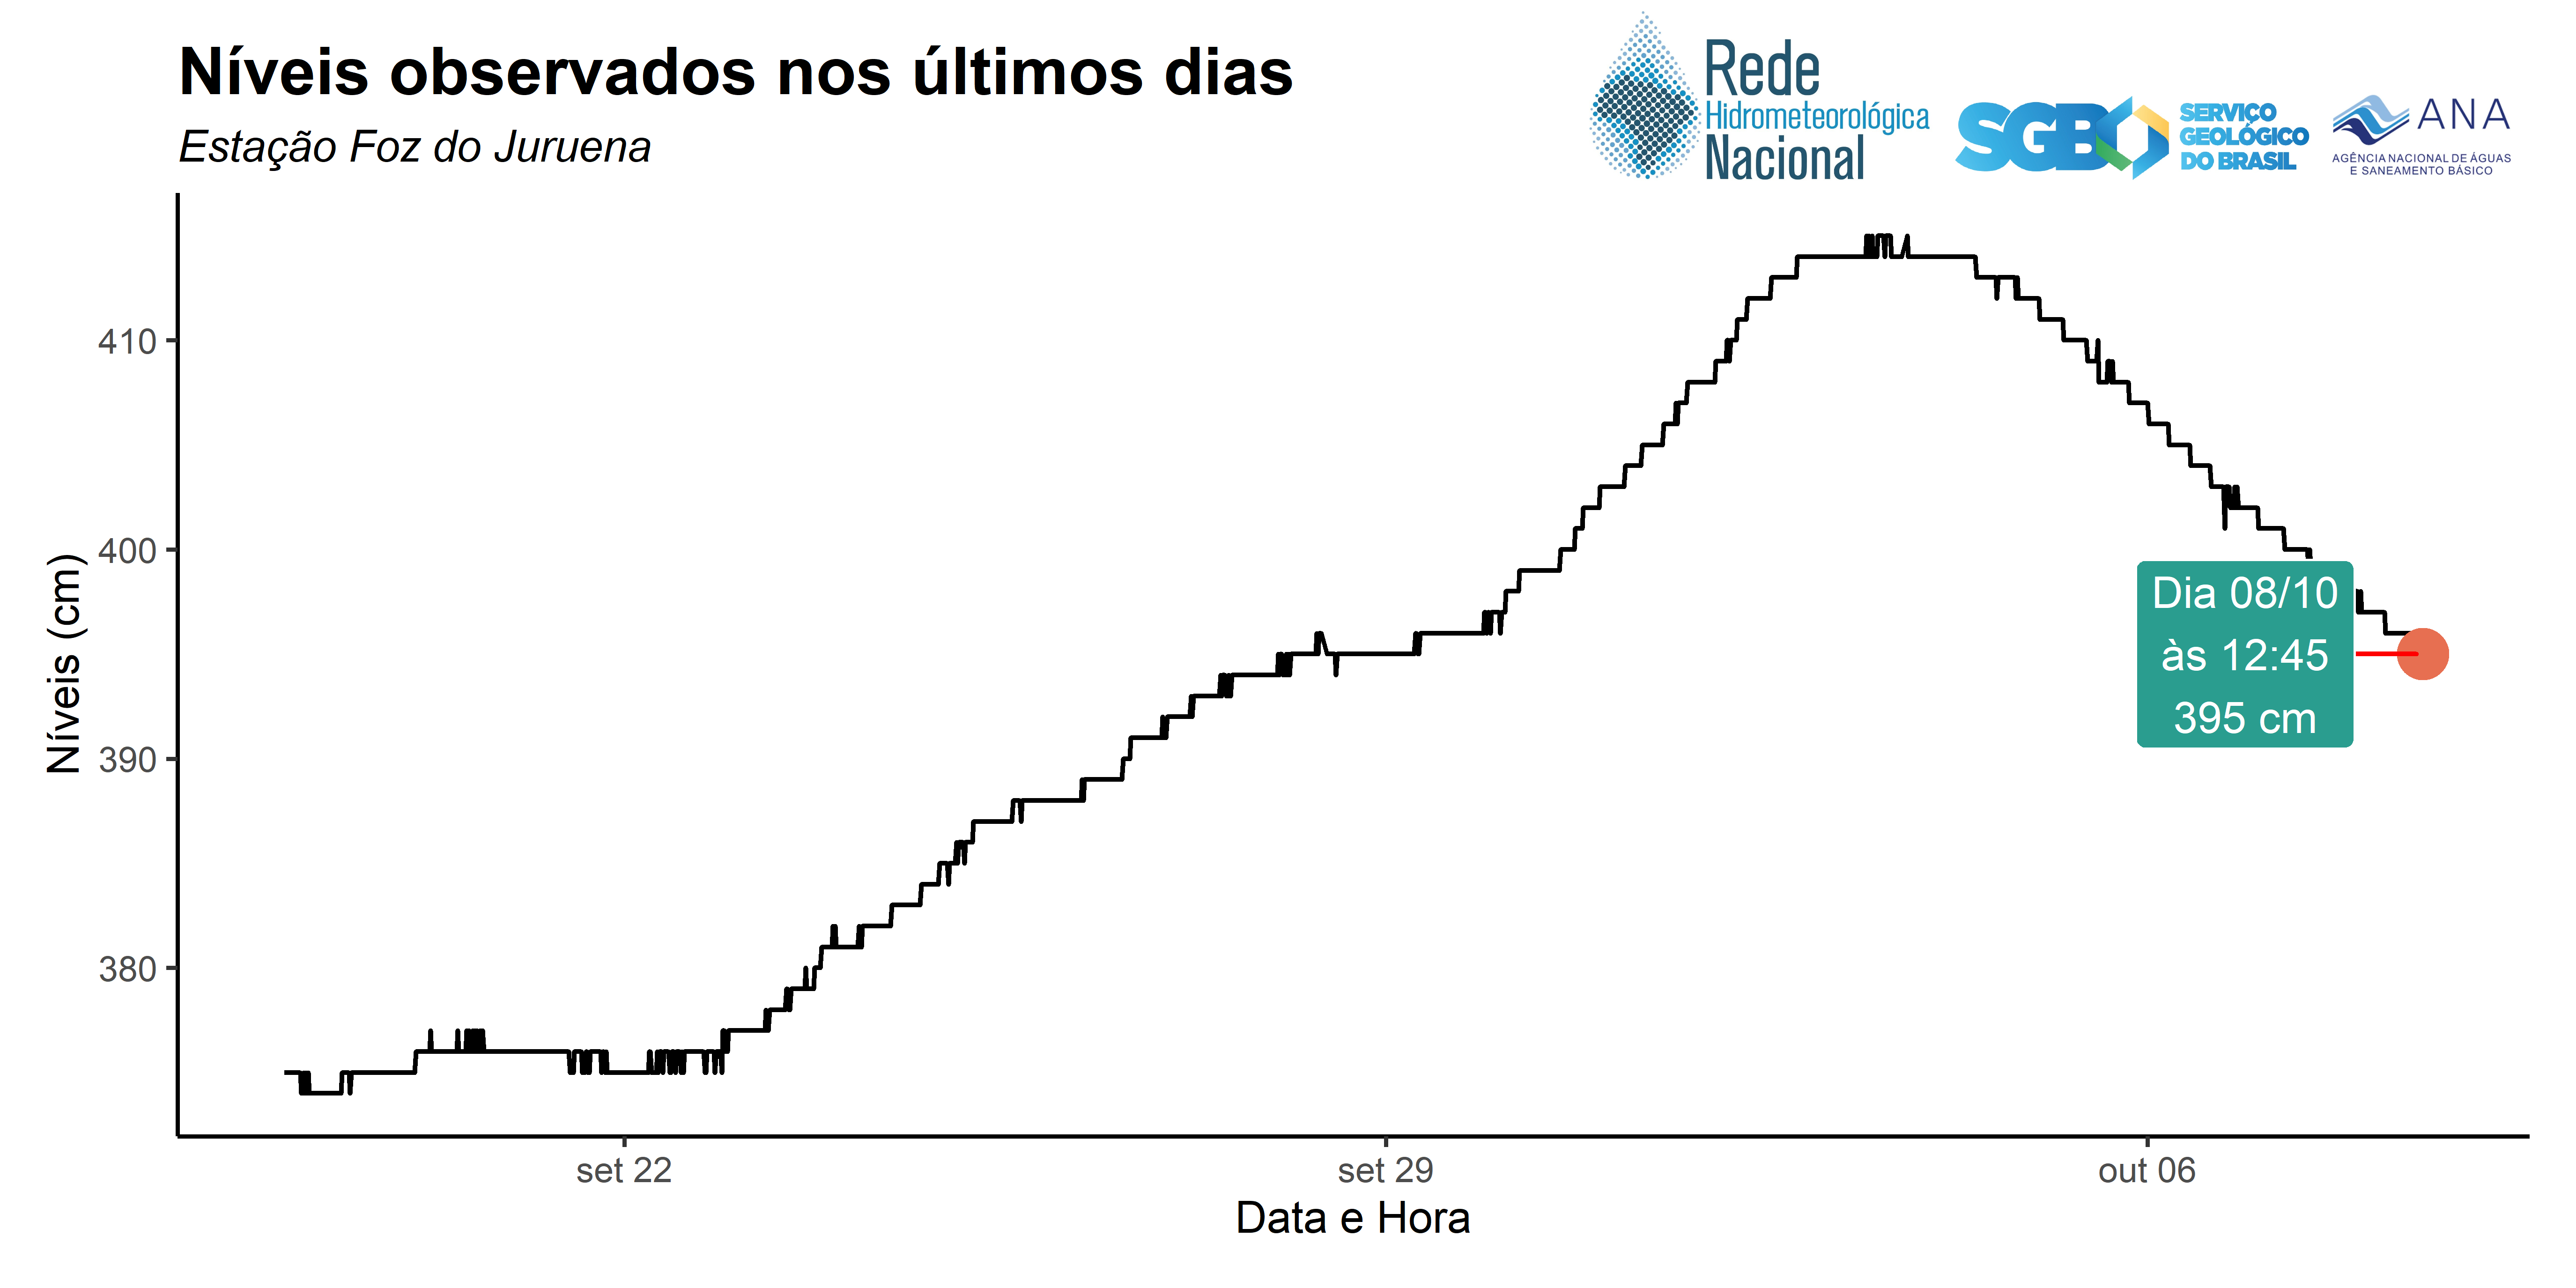 Níveis observados nos últimos dias
Estação Foz do Juruena
Rede
Hidrometeorológica
Nacional
SGB
SERVIÇO
GEOLÓGICO
DO BRASIL
ANA
AGÊNCIA NACIONAL DE ÁGUAS
E SANEAMENTO BÁSICO
Níveis (cm)
410
400
390
380
Dia 08/10
às 12:45
395 cm
set 22
set 29
out 06
Data e Hora